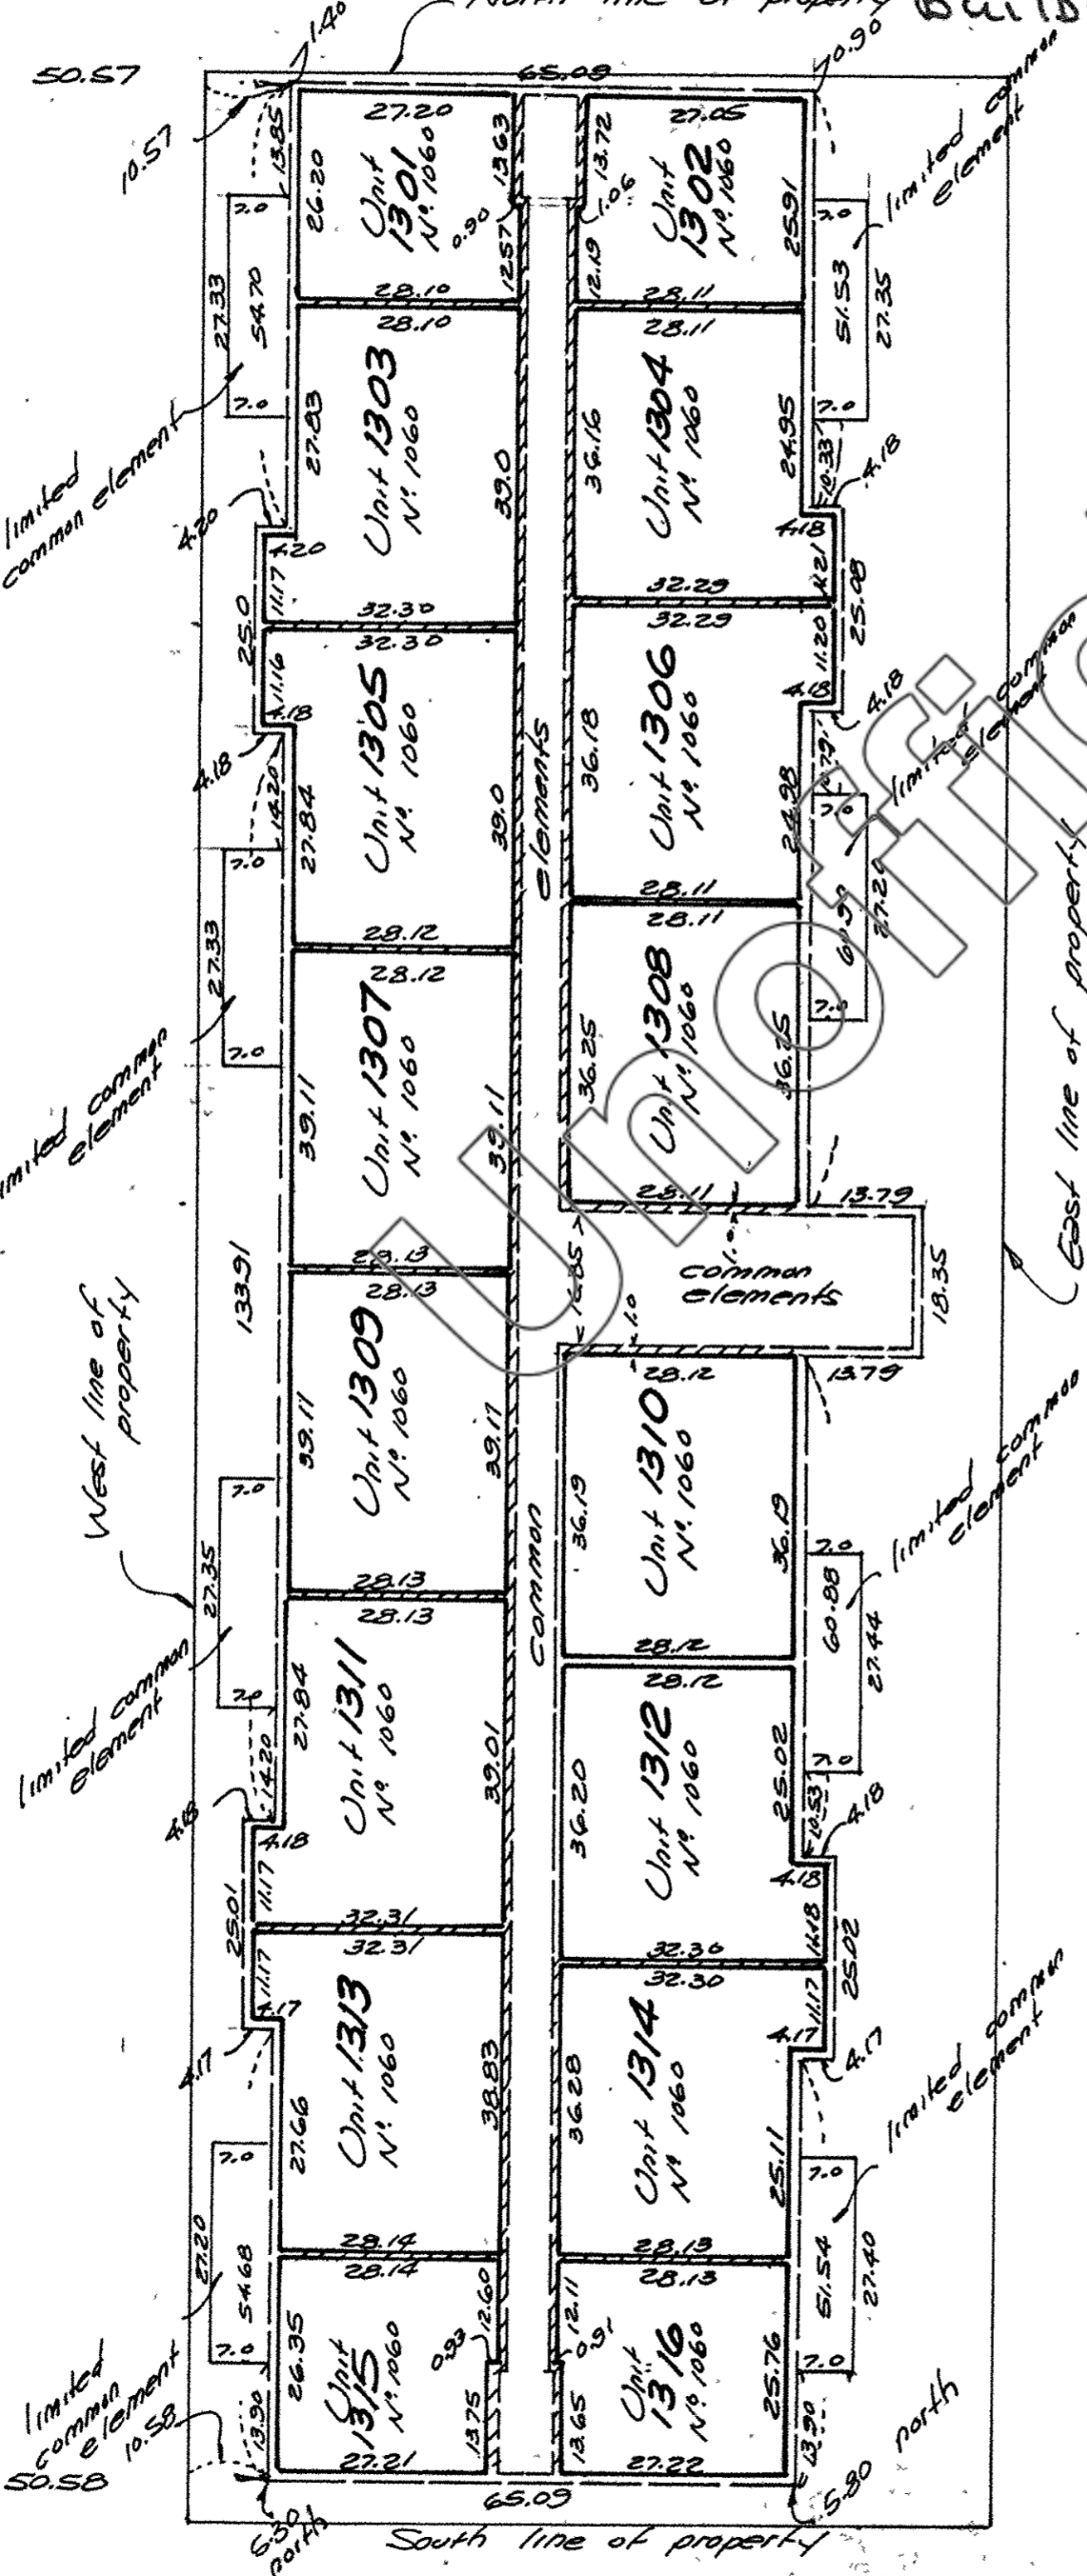 North line of property
50.57
1.40
65.09
0.90
10.57
13.85
27.20
13.63
26.20
Unit
1301
Nº 1060
0.90
12.57
28.10
27.05
13.72
1.06
Unit
1302
Nº 1060
12.19
25.91
28.11
limited common
element
7.0
54.70
27.33
7.0
limited
common element
28.10
27.83
Unit 1303
Nº 1060
39.0
4.20
4.20
11.17
32.30
28.11
36.16
Unit 1304
Nº 1060
24.95
4.18
32.29
7.0
51.53
27.35
7.0
10.33
4.18
25.0
11.16
4.18
4.18
14.20
32.30
Unit 1305
Nº 1060
27.84
39.0
28.12
elements
32.29
36.18
Unit 1306
Nº 1060
11.20
4.18
24.98
28.11
25.08
4.18
limited common
element
7.0
27.20
7.0
7.0
27.33
7.0
limited common
element
28.12
39.11
Unit 1307
Nº 1060
39.11
28.13
28.11
36.25
Unit 1308
Nº 1060
36.25
28.11
East line of property
133.91
West line of
property
13.79
16.85
1.0
common
elements
1.0
18.35
13.79
28.13
39.11
Unit 1309
Nº 1060
39.11
28.13
common
28.12
36.19
Unit 1310
Nº 1060
36.19
28.12
limited common
element
7.0
60.88
27.44
7.0
10.53
4.18
7.0
27.35
7.0
limited common
element
14.20
4.18
28.13
27.84
Unit 1311
Nº 1060
39.01
4.18
11.17
32.31
28.12
36.20
Unit 1312
Nº 1060
25.02
4.18
11.18
32.30
25.01
11.17
4.17
4.17
32.31
Unit 1313
Nº 1060
38.83
27.66
28.14
32.30
36.28
Unit 1314
Nº 1060
11.17
4.17
25.11
28.13
25.02
4.17
limited common
element
7.0
54.68
27.20
7.0
limited
common
element
28.14
26.35
Unit
1315
Nº 1060
12.60
0.93
13.75
27.21
28.13
12.11
0.91
Unit
1316
Nº 1060
13.65
25.76
27.22
7.0
51.54
27.40
7.0
13.90
13.90
10.58
50.58
65.09
6.30
north
5.80 north
South line of property